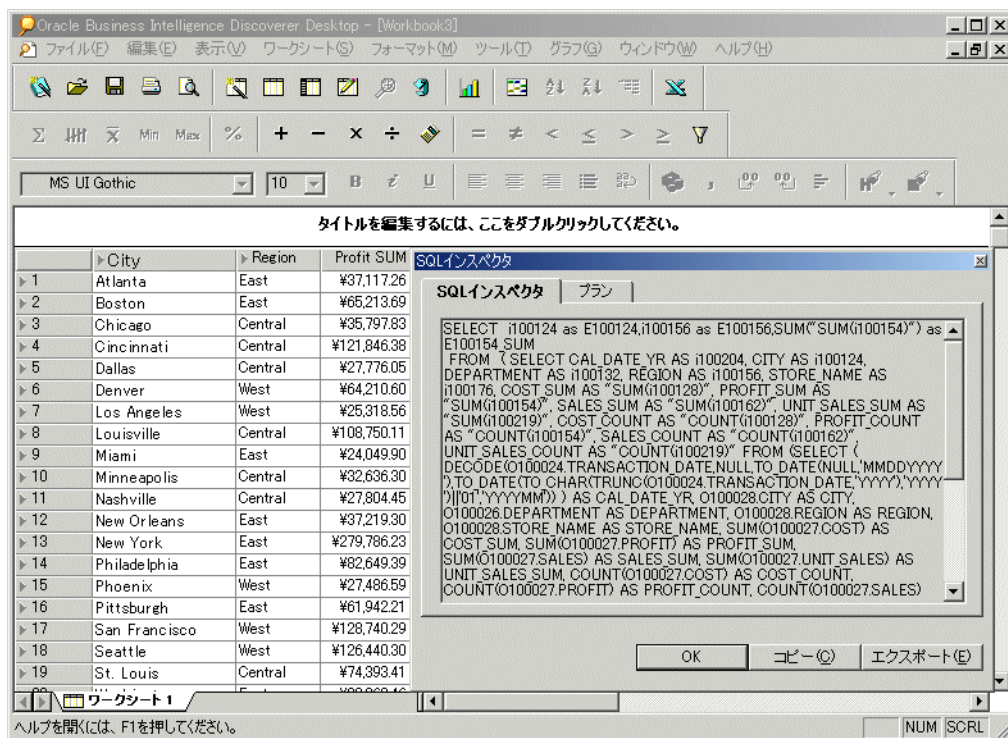 Oracle Business Intelligence Discoverer Desktop - [Workbook3]
ファイル(F) 編集(E) 表示(V) ワークシート(S) フォーマット(M) ツール(T) グラフ(G) ウィンドウ(W) ヘルプ(H)
Σ Min Max % + − × ÷ = ≠ < ≤ > ≥
MS UI Gothic 10 B i U
タイトルを編集するには、ここをダブルクリックしてください。
City Region Profit SUM
1 Atlanta East ¥37,117.26
2 Boston East ¥65,213.69
3 Chicago Central ¥35,797.83
4 Cincinnati Central ¥121,846.38
5 Dallas Central ¥27,776.05
6 Denver West ¥64,210.60
7 Los Angeles West ¥25,318.56
8 Louisville Central ¥108,750.11
9 Miami East ¥24,049.90
10 Minneapolis Central ¥32,636.30
11 Nashville Central ¥27,804.45
12 New Orleans East ¥37,219.30
13 New York East ¥279,786.23
14 Philadelphia East ¥82,649.39
15 Phoenix West ¥27,486.59
16 Pittsburgh East ¥61,942.21
17 San Francisco West ¥128,740.29
18 Seattle West ¥126,440.30
19 St. Louis Central ¥74,393.41
SQLインスペクタ
SQLインスペクタ プラン
SELECT i100124 as E100124,i100156 as E100156,SUM("SUM(i100154)") as
E100154_SUM
FROM ( SELECT CAL_DATE_YR AS i100204, CITY AS i100124,
DEPARTMENT AS i100132, REGION AS i100156, STORE_NAME AS
i100176, COST_SUM AS "SUM(i100128)", PROFIT_SUM AS
"SUM(i100154)", SALES_SUM AS "SUM(i100162)", UNIT_SALES_SUM AS
"SUM(i100219)", COST_COUNT AS "COUNT(i100128)", PROFIT_COUNT
AS "COUNT(i100154)", SALES_COUNT AS "COUNT(i100162)",
UNIT_SALES_COUNT AS "COUNT(i100219)" FROM (SELECT (
DECODE(O100024.TRANSACTION_DATE,NULL,TO_DATE(NULL,'MMDDYYYY
'),TO_DATE(TO_CHAR(TRUNC(O100024.TRANSACTION_DATE,'YYYY'),'YYYY
')||'01','YYYYMM')) ) AS CAL_DATE_YR, O100028.CITY AS CITY,
O100026.DEPARTMENT AS DEPARTMENT, O100028.REGION AS REGION,
O100028.STORE_NAME AS STORE_NAME, SUM(O100027.COST) AS
COST_SUM, SUM(O100027.PROFIT) AS PROFIT_SUM,
SUM(O100027.SALES) AS SALES_SUM, SUM(O100027.UNIT_SALES) AS
UNIT_SALES_SUM, COUNT(O100027.COST) AS COST_COUNT,
COUNT(O100027.PROFIT) AS PROFIT_COUNT, COUNT(O100027.SALES)
OK コピー(C) エクスポート(E)
ワークシート 1
ヘルプを開くには、F1を押してください。 NUM SCRL